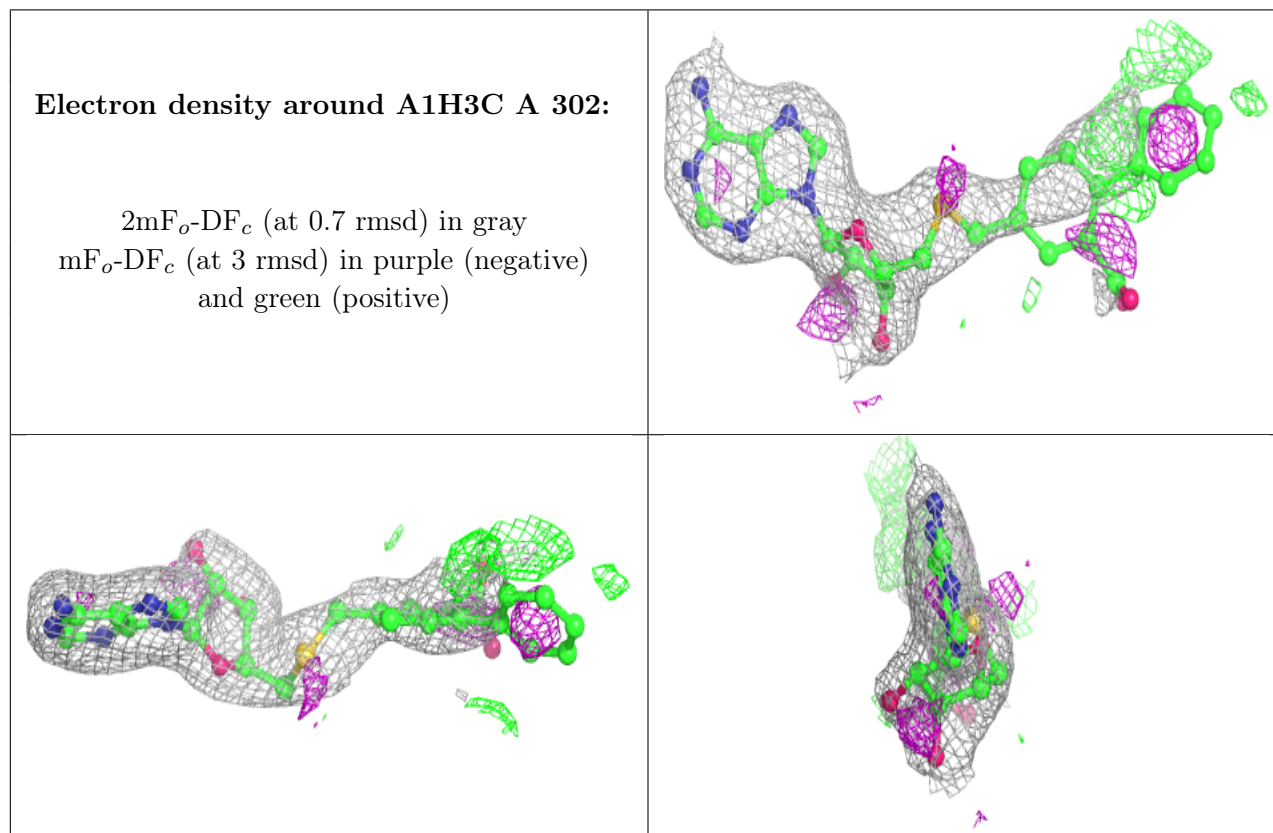 Electron density around A1H3C A 302:
2mFo-DFc (at 0.7 rmsd) in gray
mFo-DFc (at 3 rmsd) in purple (negative)
and green (positive)